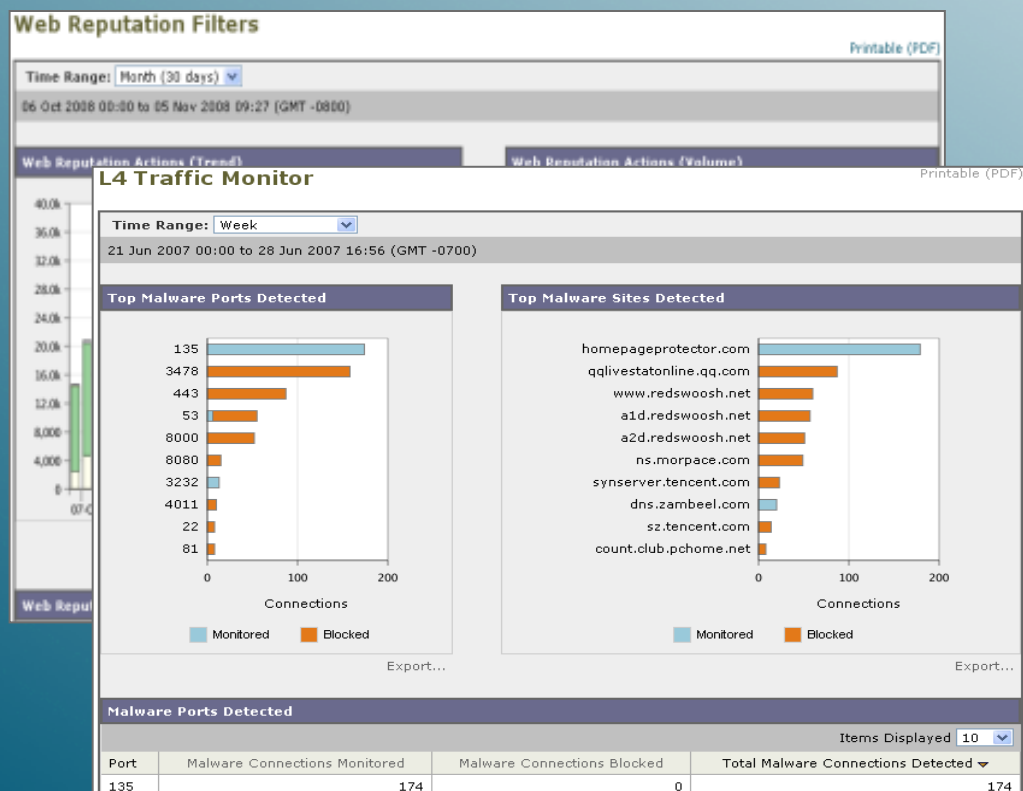 Web Reputation Filters
Printable (PDF)
Time Range: Month (30 days)
06 Oct 2008 00:00 to 05 Nov 2008 09:27 (GMT -0800)
Web Reputation Actions (Trend)
Web Reputation Actions (Volume)
40.0k
36.0k
32.0k
28.0k
24.0k
20.0k
16.0k
12.0k
8,000
4,000
0
Web
L4 Traffic Monitor
Printable (PDF)
Time Range: Week
21 Jun 2007 00:00 to 28 Jun 2007 16:56 (GMT -0700)
Top Malware Ports Detected
135
3478
443
53
8000
8080
3232
4011
22
81
0 100 200
Connections
Monitored Blocked
Export...
Top Malware Sites Detected
homepageprotector.com
qqlivestatonline.qq.com
www.redswoosh.net
a1d.redswoosh.net
a2d.redswoosh.net
ns.morpace.com
synserver.tencent.com
dns.zambeel.com
sz.tencent.com
count.club.pchome.net
0 100 200
Connections
Monitored Blocked
Export...
Malware Ports Detected
Items Displayed 10
Port Malware Connections Monitored Malware Connections Blocked Total Malware Connections Detected
135 174 0 174